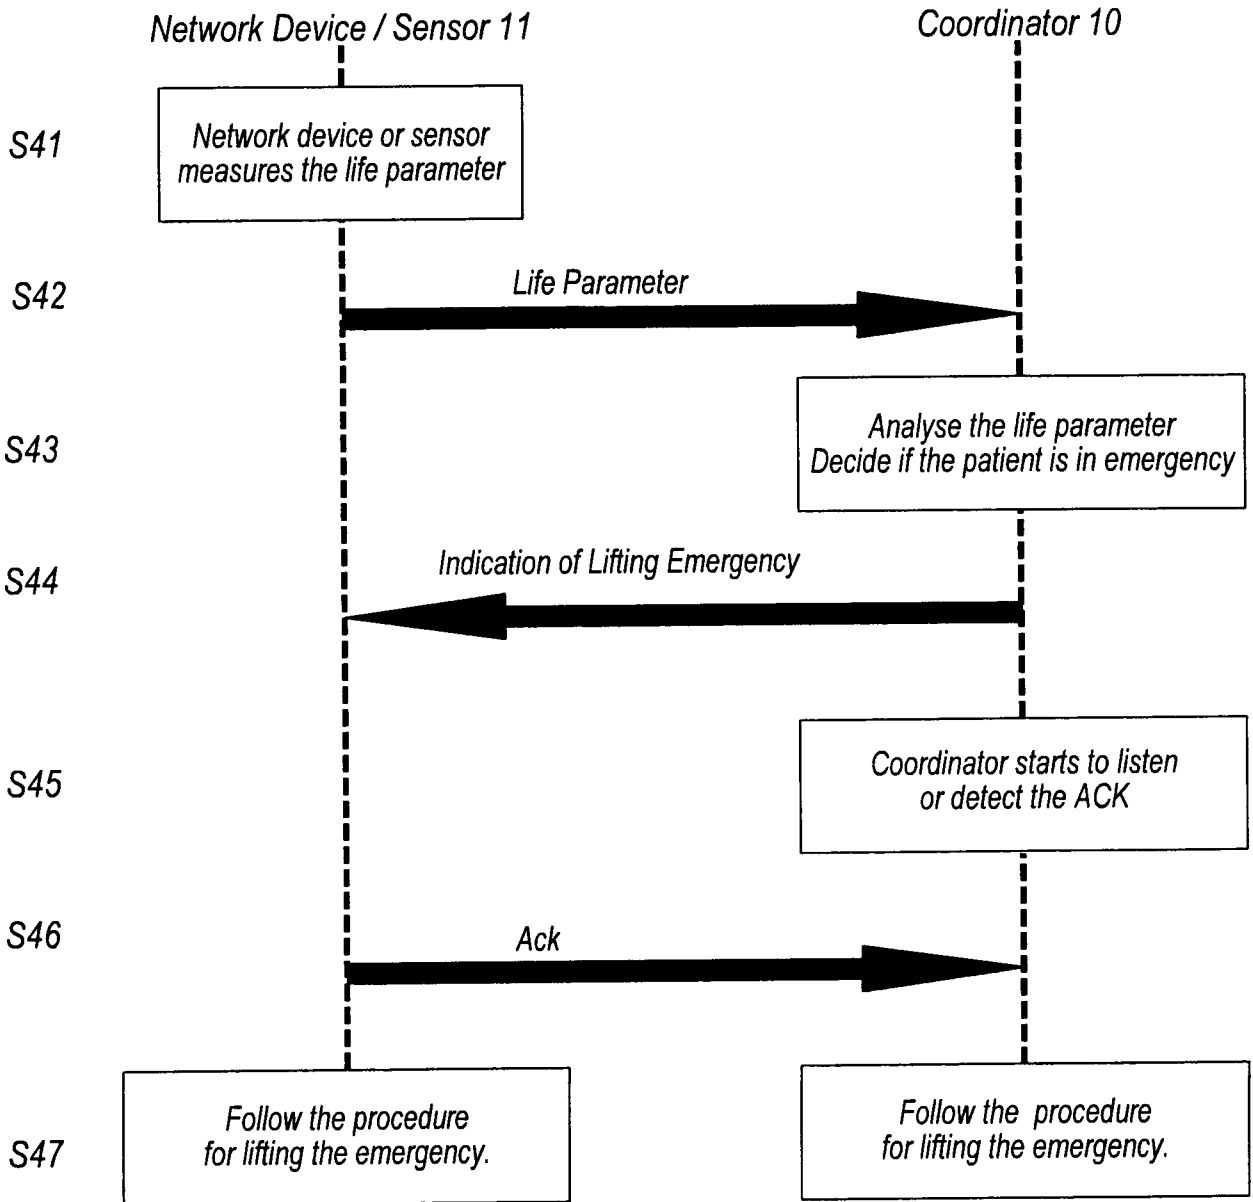 Network Device / Sensor 11
Coordinator 10
S41
Network device or sensor
measures the life parameter
S42
Life Parameter
S43
Analyse the life parameter
Decide if the patient is in emergency
S44
Indication of Lifting Emergency
S45
Coordinator starts to listen
or detect the ACK
S46
Ack
S47
Follow the procedure
for lifting the emergency.
Follow the procedure
for lifting the emergency.